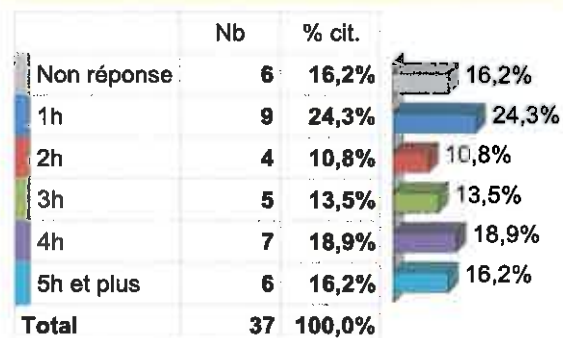 Nb % cit.
Non réponse 6 16,2% 16,2%
1h 9 24,3% 24,3%
2h 4 10,8% 10,8%
3h 5 13,5% 13,5%
4h 7 18,9% 18,9%
5h et plus 6 16,2% 16,2%
Total 37 100,0%